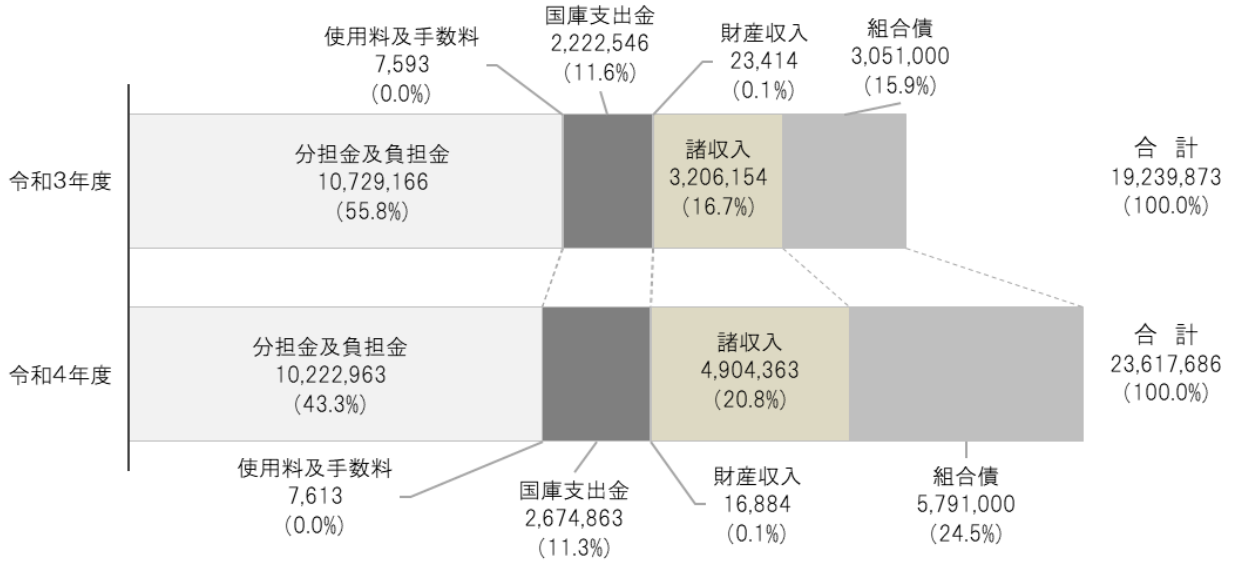 使用料及手数料
7,593
(0.0%)
国庫支出金
2,222,546
(11.6%)
財産収入
23,414
(0.1%)
組合債
3,051,000
(15.9%)
令和3年度
分担金及負担金
10,729,166
(55.8%)
諸収入
3,206,154
(16.7%)
合 計
19,239,873
(100.0%)
令和4年度
分担金及負担金
10,222,963
(43.3%)
諸収入
4,904,363
(20.8%)
合 計
23,617,686
(100.0%)
使用料及手数料
7,613
(0.0%)
国庫支出金
2,674,863
(11.3%)
財産収入
16,884
(0.1%)
組合債
5,791,000
(24.5%)